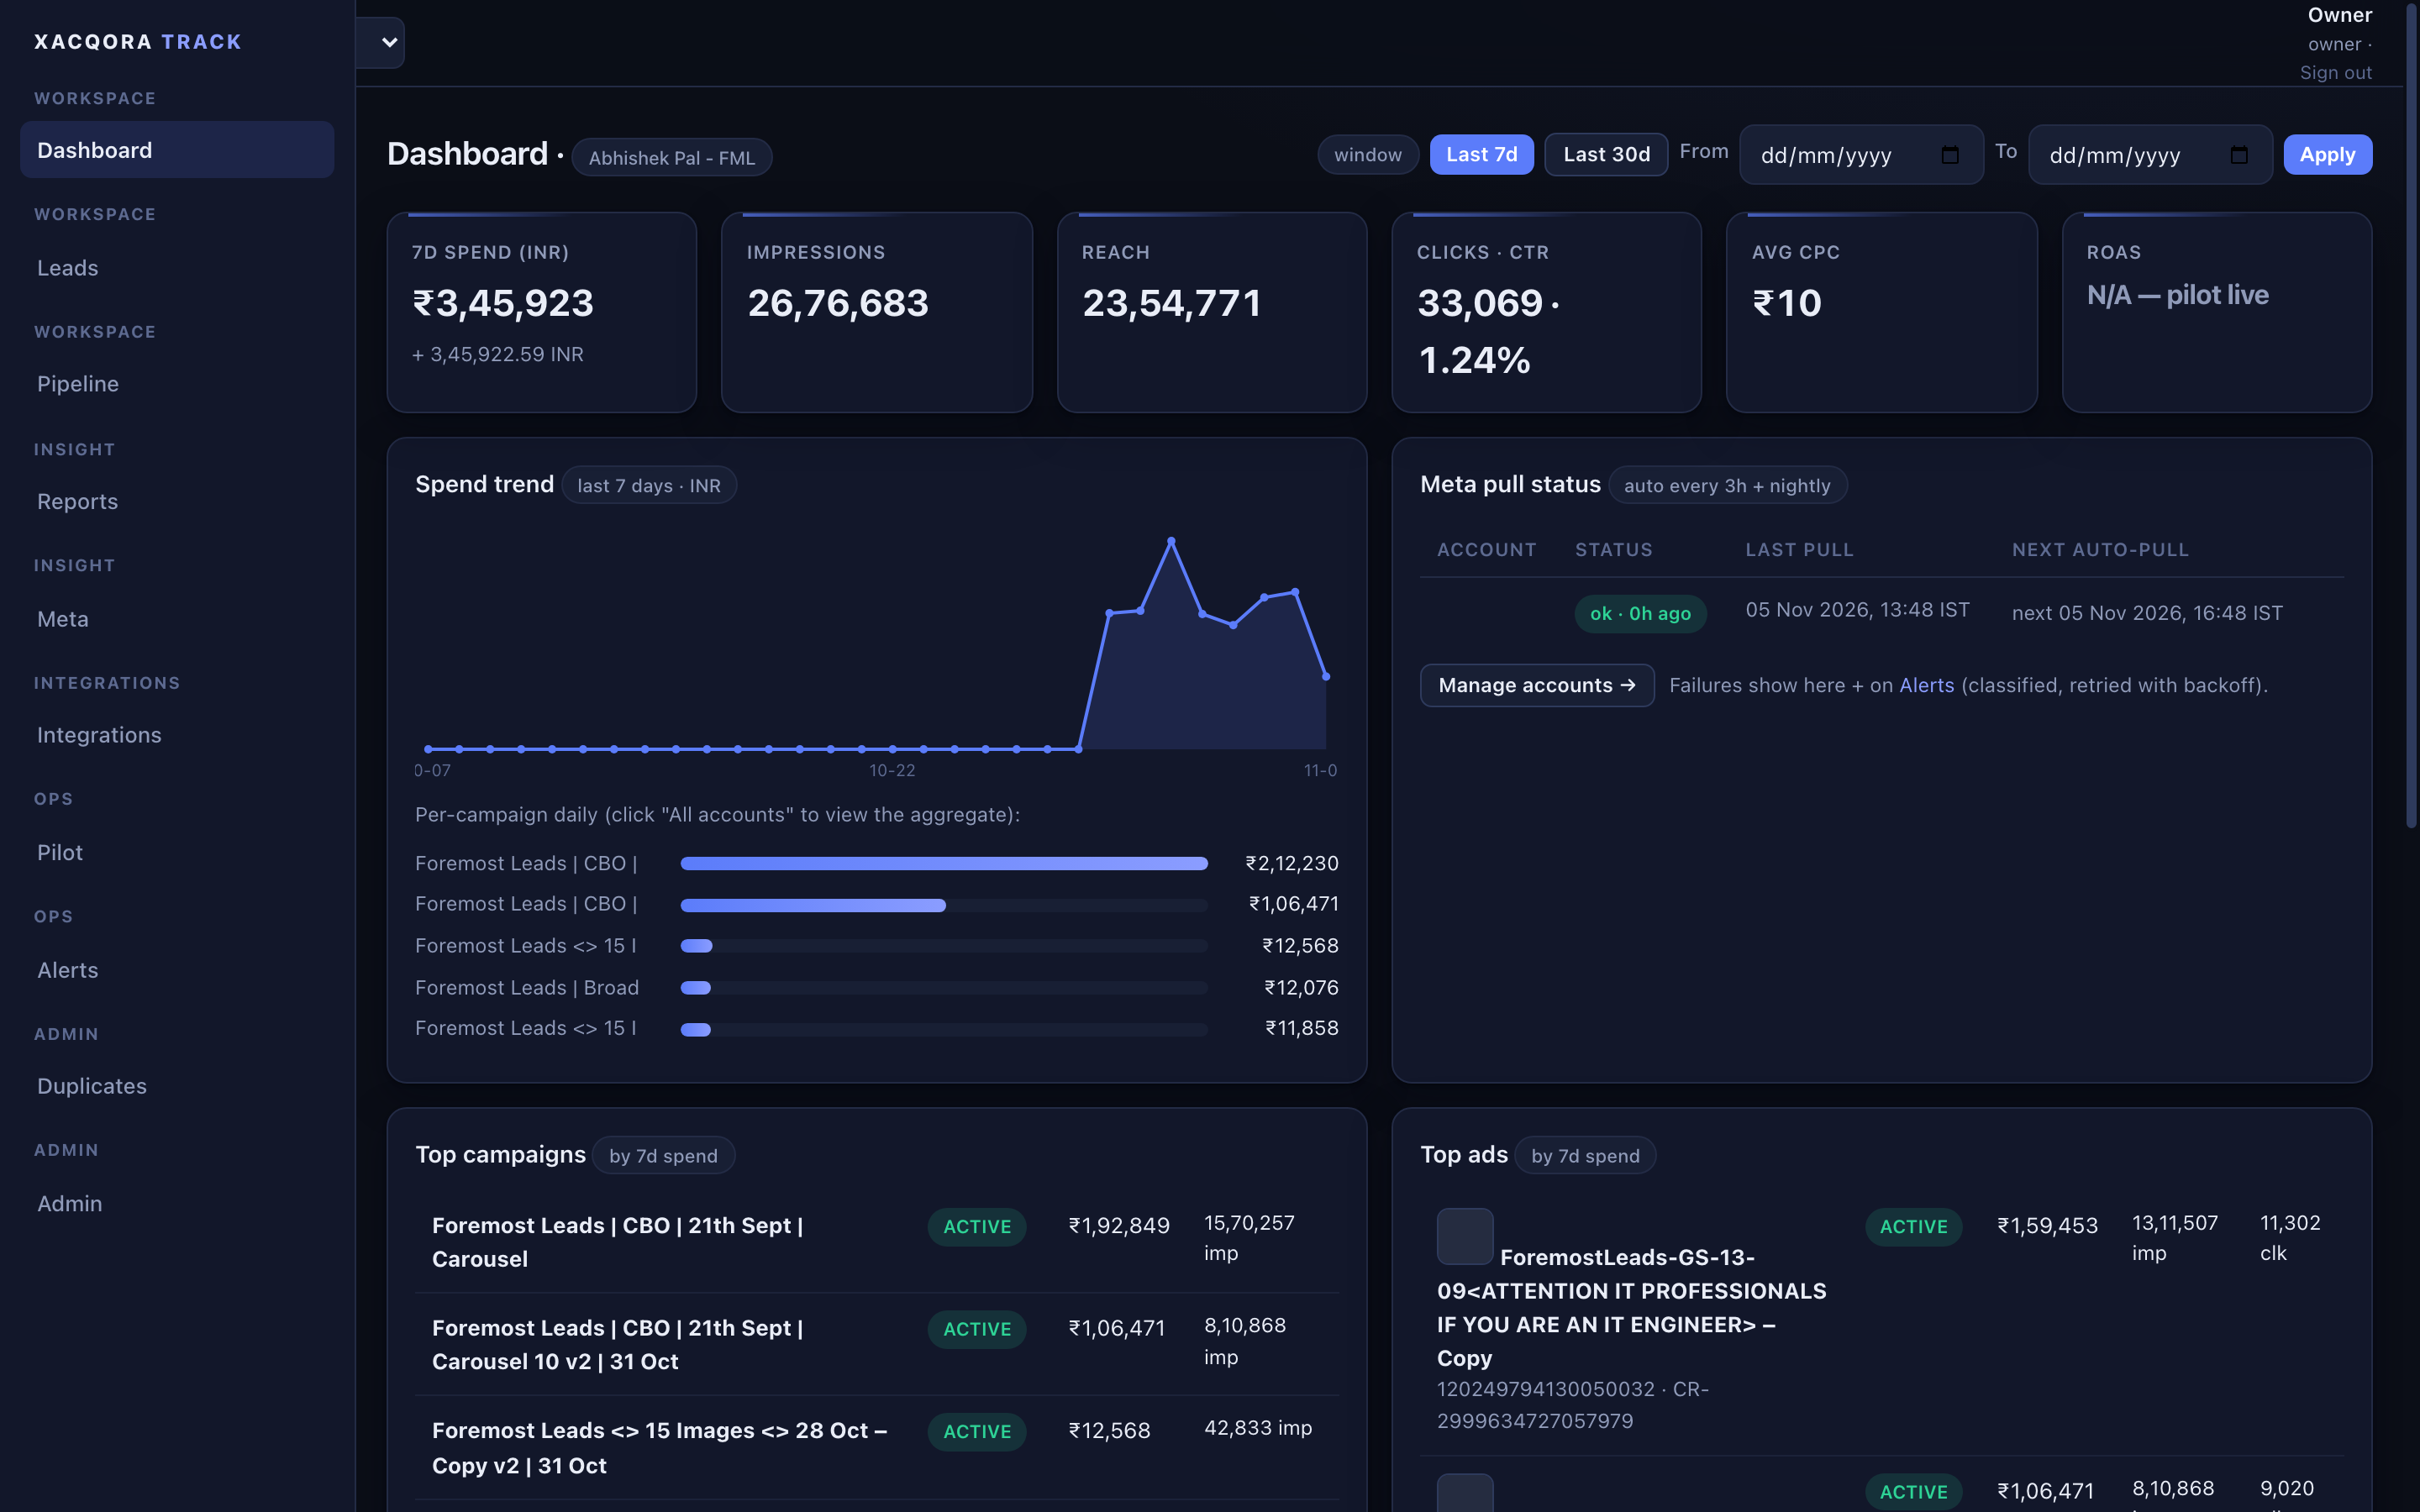 XACQORA TRACK
WORKSPACE
Dashboard
WORKSPACE
Leads
WORKSPACE
Pipeline
INSIGHT
Reports
INSIGHT
Meta
INTEGRATIONS
Integrations
OPS
Pilot
OPS
Alerts
ADMIN
Duplicates
ADMIN
Admin
Owner
owner ·
Sign out
Dashboard · Abhishek Pal - FML
window Last 7d Last 30d From dd/mm/yyyy To dd/mm/yyyy Apply
7D SPEND (INR)
₹3,45,923
+ 3,45,922.59 INR
IMPRESSIONS
26,76,683
REACH
23,54,771
CLICKS · CTR
33,069 ·
1.24%
AVG CPC
₹10
ROAS
N/A — pilot live
Spend trend last 7 days · INR
0-07 10-22 11-0
Per-campaign daily (click "All accounts" to view the aggregate):
Foremost Leads | CBO | ₹2,12,230
Foremost Leads | CBO | ₹1,06,471
Foremost Leads <> 15 I ₹12,568
Foremost Leads | Broad ₹12,076
Foremost Leads <> 15 I ₹11,858
Meta pull status auto every 3h + nightly
ACCOUNT STATUS LAST PULL NEXT AUTO-PULL
ok · 0h ago 05 Nov 2026, 13:48 IST next 05 Nov 2026, 16:48 IST
Manage accounts → Failures show here + on Alerts (classified, retried with backoff).
Top campaigns by 7d spend
Foremost Leads | CBO | 21th Sept | ACTIVE ₹1,92,849 15,70,257
Carousel imp
Foremost Leads | CBO | 21th Sept | ACTIVE ₹1,06,471 8,10,868
Carousel 10 v2 | 31 Oct imp
Foremost Leads <> 15 Images <> 28 Oct – ACTIVE ₹12,568 42,833 imp
Copy v2 | 31 Oct
Top ads by 7d spend
ACTIVE ₹1,59,453 13,11,507 11,302
imp clk
ForemostLeads-GS-13-
09<ATTENTION IT PROFESSIONALS
IF YOU ARE AN IT ENGINEER> –
Copy
120249794130050032 · CR-
2999634727057979
ACTIVE ₹1,06,471 8,10,868 9,020